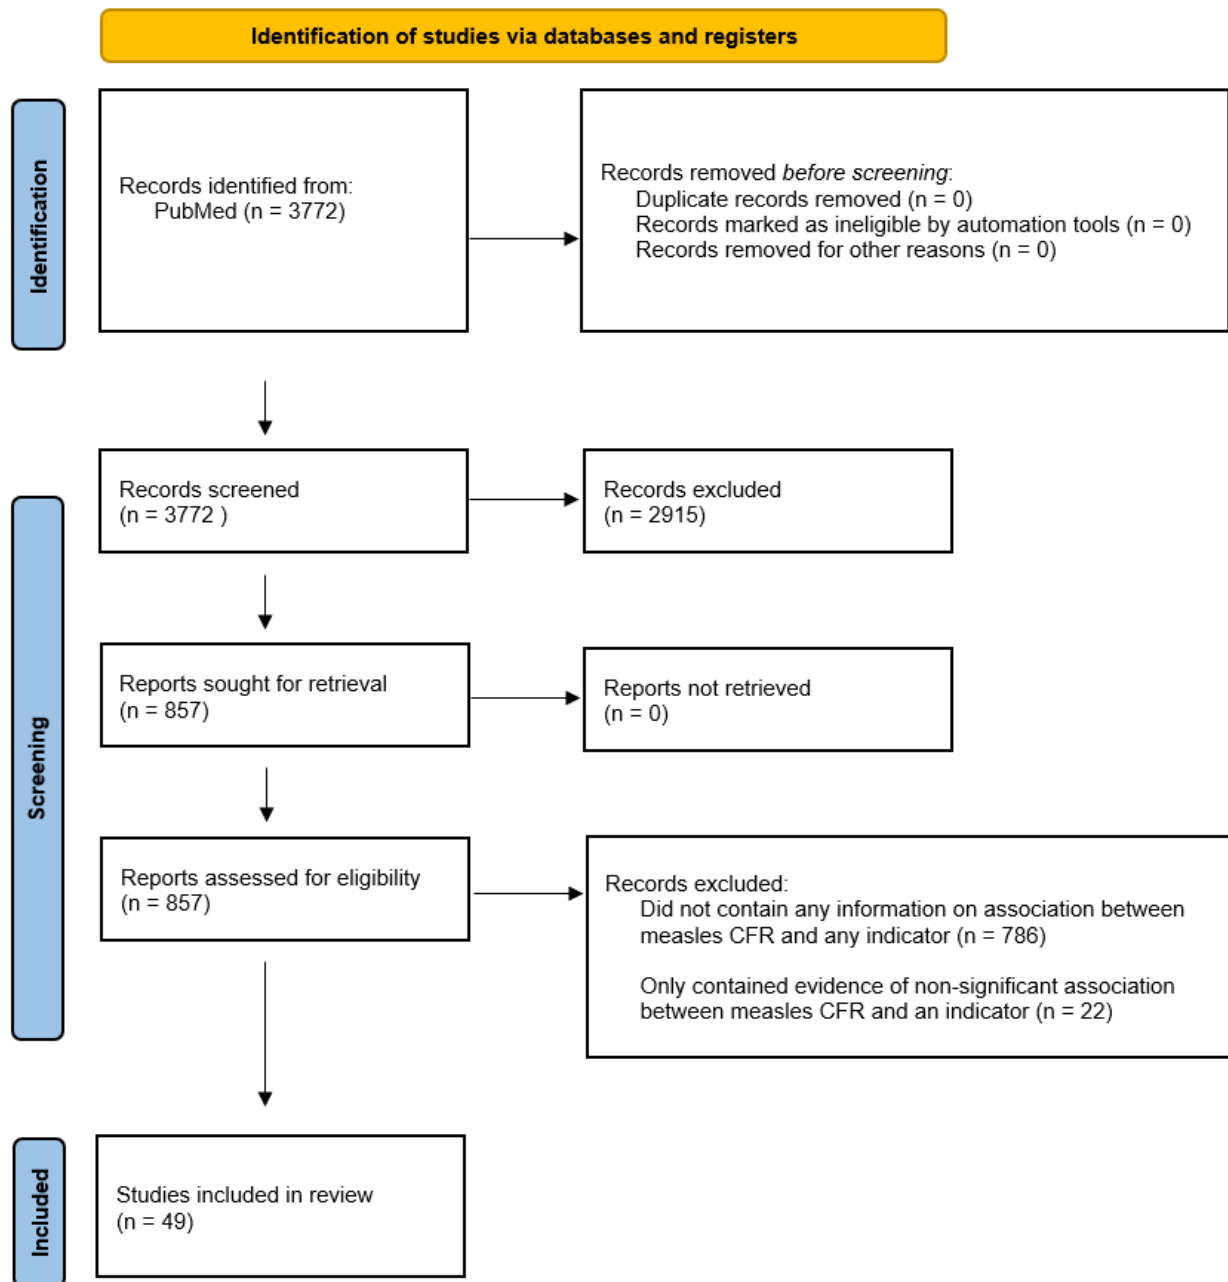 Identification of studies via databases and registers
Identification
Records identified from:
PubMed (n = 3772)
Records removed before screening:
Duplicate records removed (n = 0)
Records marked as ineligible by automation tools (n = 0)
Records removed for other reasons (n = 0)
Screening
Records screened
(n = 3772 )
Records excluded
(n = 2915)
Reports sought for retrieval
(n = 857)
Reports not retrieved
(n = 0)
Reports assessed for eligibility
(n = 857)
Records excluded:
Did not contain any information on association between
measles CFR and any indicator (n = 786)
Only contained evidence of non-significant association
between measles CFR and an indicator (n = 22)
Included
Studies included in review
(n = 49)